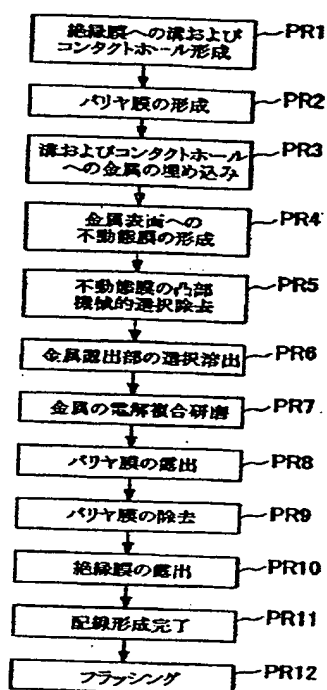 絶縁膜への溝および
コンタクトホール形成
PR1
バリヤ膜の形成
PR2
溝およびコンタクトホール
への金属の埋め込み
PR3
金属表面への
不動態膜の形成
PR4
不動態膜の凸部
機械的選択除去
PR5
金属露出部の選択溶出
PR6
金属の電解複合研磨
PR7
バリヤ膜の露出
PR8
バリヤ膜の除去
PR9
絶縁膜の露出
PR10
配線形成完了
PR11
フラッシング
PR12